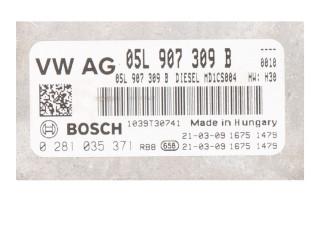 VW AG 05L 907 309 B ----
0010
05L 907 309 B DIESEL MD1CS004 HW: H30
BOSCH
1039T30741 Made in Hungary
21-03-09 1675 1479
0 281 035 371 RBB 658 21-03-09 1675 1479